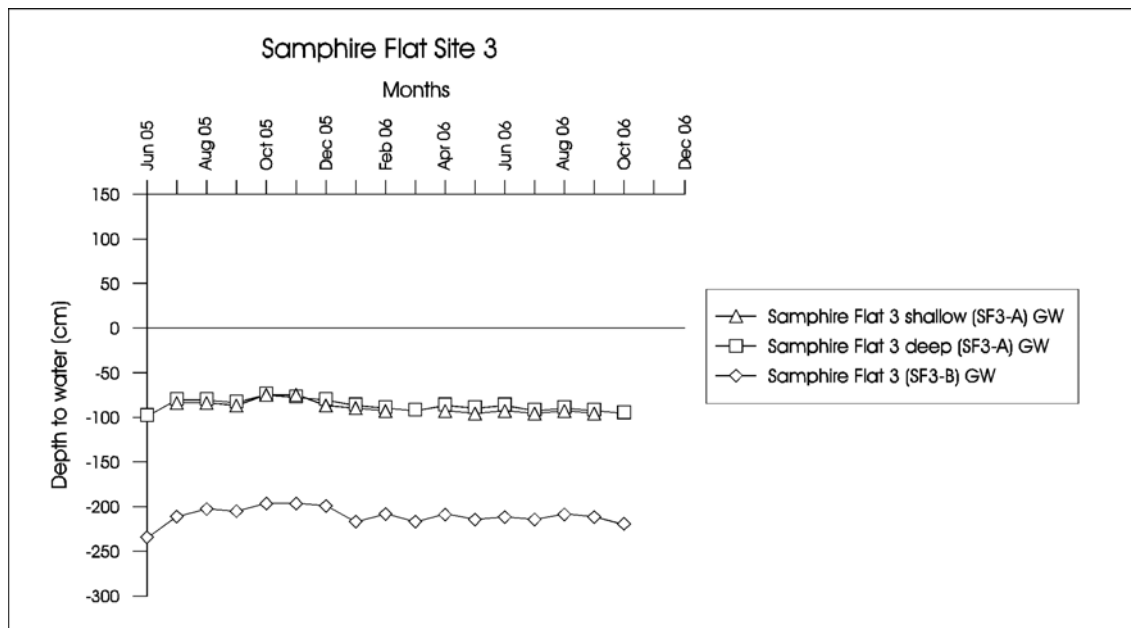 Samphire Flat Site 3
Months
Jun 05
Aug 05
Oct 05
Dec 05
Feb 06
Apr 06
Jun 06
Aug 06
Oct 06
Dec 06
150
100
50
0
-50
-100
-150
-200
-250
-300
Depth to water (cm)
Samphire Flat 3 shallow (SF3-A) GW
Samphire Flat 3 deep (SF3-A) GW
Samphire Flat 3 (SF3-B) GW